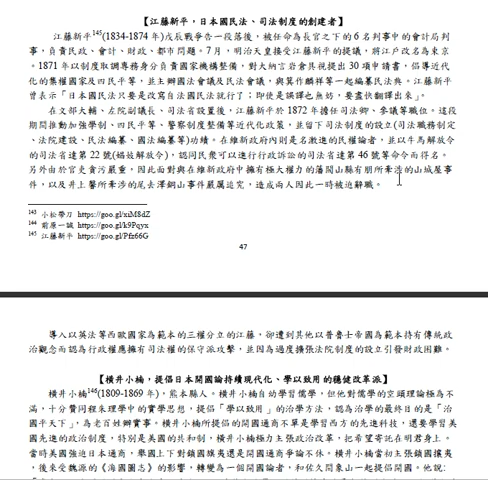 【江藤新平，日本國民法、司法制度的創建者】
江藤新平145(1834-1874 年)戊辰戰爭告一段落後，被任命為長官之下的 6 名判事中的會計局判
事，負責民政、會計、財政、都市問題。7 月，明治天皇接受江藤新平的提議，將江戶改名為東京
。1871 年以制度取調專務身分負責國家機構整備，對大納言岩倉具視提出 30 項申請書，倡導近代
化的集權國家及四民平等，並主辦國法會議及民法會議，與箕作麟祥等一起編纂民法典。江藤新平
曾表示「日本國民法只要是改寫自法國民法就行了；即使是誤譯也無妨，要盡快翻譯出來」。
在文部大輔、左院副議長、司法省設置後，江藤新平於 1872 年擔任司法卿、參議等職位。這段
期間推動加強學制、四民平等、警察制度整備等近代化政策，並留下司法制度的設立(司法職務制定
、法院建設、民法編纂、國法編纂)功績。在維新政府內則是名激進的民權論者，並以牛馬解放令
的司法省達第 22 號(娼妓解放令)，認同民眾可以進行行政訴訟的司法省達第 46 號等命令而得名。
另外由於官吏貪污嚴重，因此面對與在維新政府中擁有極大權力的藩閥山縣有朋所牽涉的山城屋事
件，以及井上馨所牽涉的尾去澤銅山事件嚴厲追究，造成兩人因此一時被迫辭職。
143 小松帶刀 https://goo.gl/xiM8dZ
144 前原一誠 https://goo.gl/k9Pqyx
145 江藤新平 https://goo.gl/Pfz66G
47
導入以英法等西歐國家為範本的三權分立的江藤，卻遭到其他以普魯士帝國為範本持有傳統政
治觀念而認為行政權應擁有司法權的保守派攻擊，並因為過度擴張法院制度的設立引發財政困難。
【橫井小楠，提倡日本開國論持續現代化、學以致用的穩健改革派】
橫井小楠146(1809-1869 年)，熊本縣人。橫井小楠自幼學習儒學，但他對儒學的空頭理論極為不
滿，十分贊同程朱理學中的實學思想，提倡「學以致用」的治學方法，認為治學的最終目的是「治
國平天下」，為老百姓辦實事。橫井小楠所提倡的開國通商不單是學習西方的先進科技，還要學習美
國先進的政治制度，特別是美國的共和制，橫井小楠極力主張政治改革，把希望寄託在明君身上。
當時美國強迫日本通商，舉國上下對鎖國攘夷還是開國通商爭論不休。橫井小楠當初主張鎖國攘夷
，後來受魏源的《海國圖志》的影響，轉變為一個開國論者，和佐久間象山一起倡開國。他說: